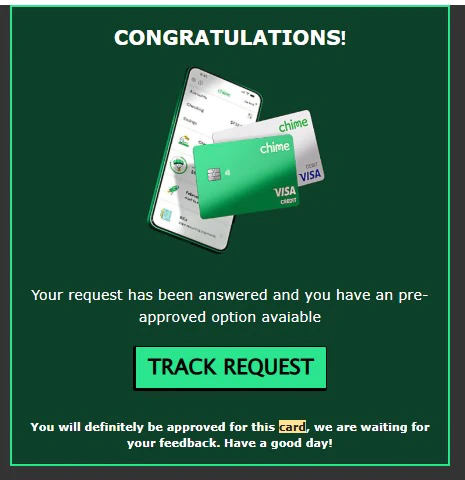 CONGRATULATIONS!
Accounts
chime
Checking
Savings
chime
chime
DEBIT
VISA
VISA
CREDIT
Your request has been answered and you have an pre-
approved option avaiable
TRACK REQUEST
You will definitely be approved for this card, we are waiting for
your feedback. Have a good day!